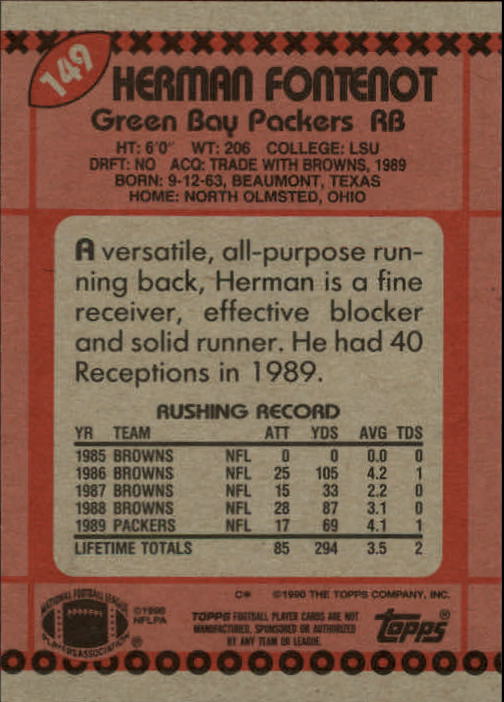 149
HERMAN FONTENOT
Green Bay Packers RB
HT: 6'0" WT: 206 COLLEGE: LSU
DRFT: NO ACQ: TRADE WITH BROWNS, 1989
BORN: 9-12-63, BEAUMONT, TEXAS
HOME: NORTH OLMSTED, OHIO
A versatile, all-purpose run-
ning back, Herman is a fine
receiver, effective blocker
and solid runner. He had 40
Receptions in 1989.
RUSHING RECORD
YR TEAM ATT YDS AVG TDS
1985 BROWNS NFL 0 0 0.0 0
1986 BROWNS NFL 25 105 4.2 1
1987 BROWNS NFL 15 33 2.2 0
1988 BROWNS NFL 28 87 3.1 0
1989 PACKERS NFL 17 69 4.1 1
LIFETIME TOTALS 85 294 3.5 2
C* ©1990 THE TOPPS COMPANY, INC.
NATIONAL FOOTBALL LEAGUE
PLAYERS ASSOCIATION
©1990
NFLPA
TOPPS FOOTBALL PLAYER CARDS ARE NOT
MANUFACTURED, SPONSORED OR AUTHORIZED
BY ANY TEAM OR LEAGUE.
topps®